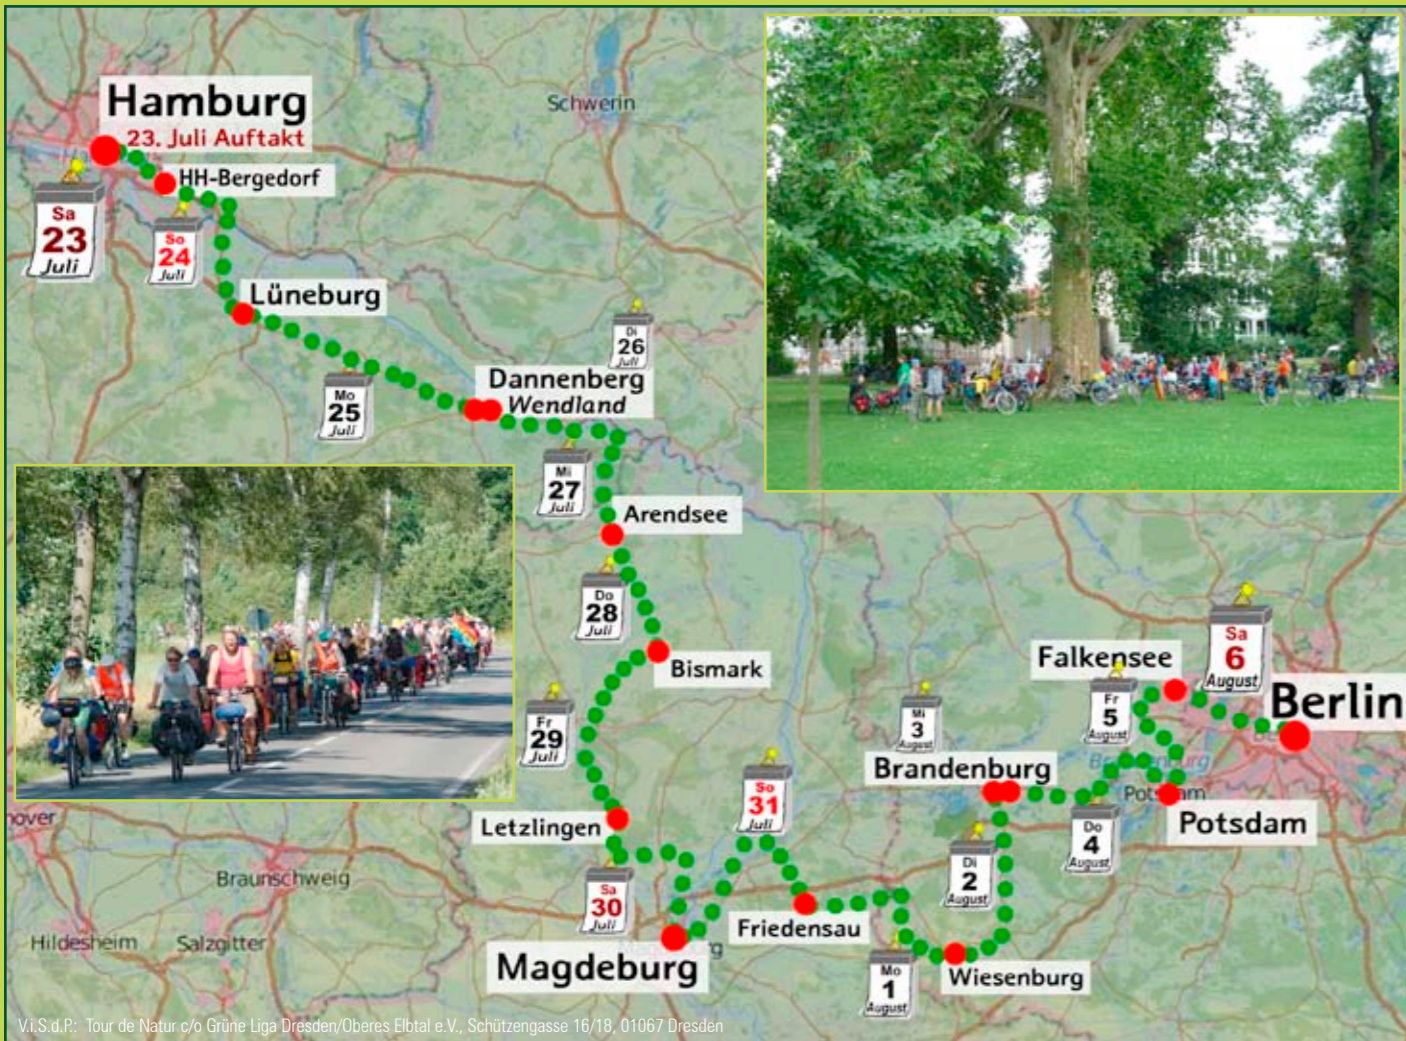 Hamburg
23. Juli Auftakt
HH-Bergedorf
Schwerin
Sa
23
Juli
So
24
Juli
Lüneburg
Di
26
Juli
Mo
25
Juli
Dannenberg
Wendland
Mi
27
Juli
Arendsee
Do
28
Juli
Bismark
Fr
29
Juli
Falkensee
Sa
6
August
Fr
5
August
Berlin
Mi
3
August
Brandenburg
So
31
Juli
Letzlingen
Potsdam
Do
4
August
Braunschweig
Sa
30
Juli
Di
2
August
Hildesheim
Salzgitter
Friedensau
Magdeburg
Mo
1
August
Wiesenburg
V.i.S.d.P.: Tour de Natur c/o Grüne Liga Dresden/Oberes Elbtal e.V., Schützengasse 16/18, 01067 Dresden